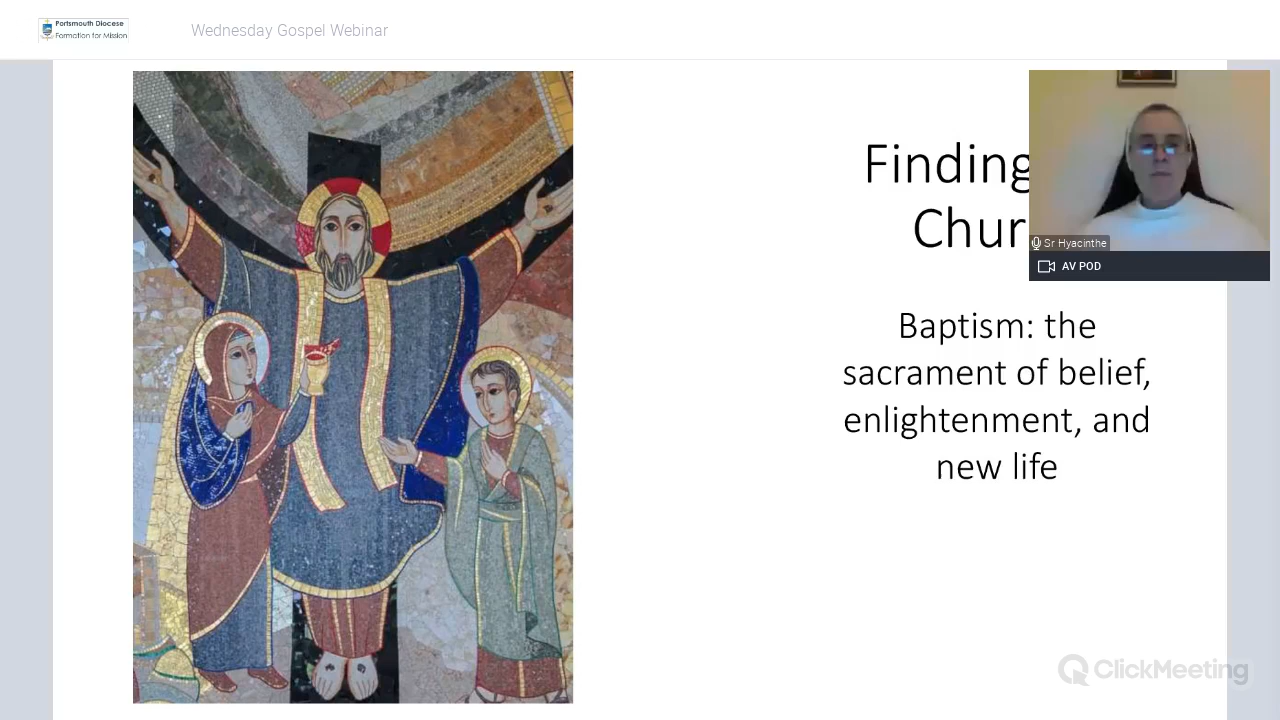 Portsmouth Diocese
Formation for Mission
Wednesday Gospel Webinar
Finding
Chur
Sr Hyacinthe
AV POD
Baptism: the
sacrament of belief,
enlightenment, and
new life
ClickMeeting